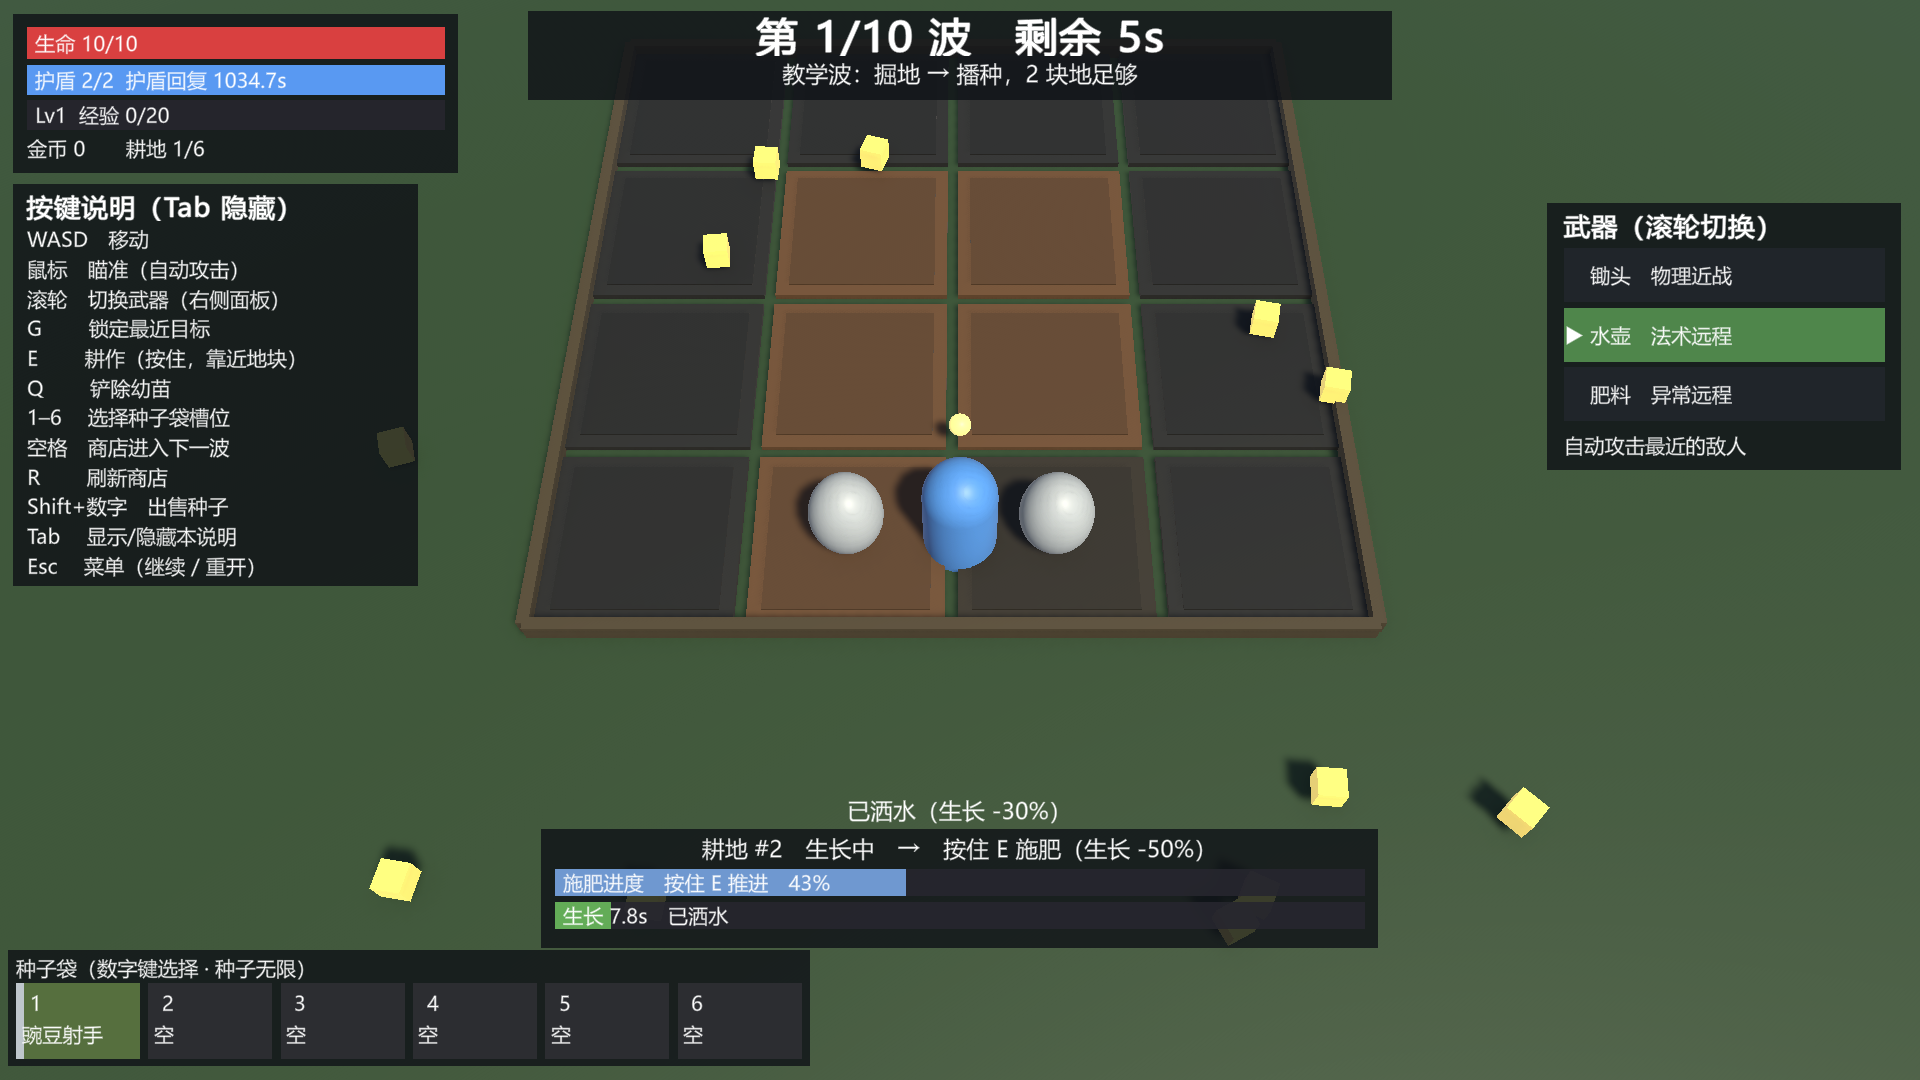 生命 10/10
护盾 2/2 护盾回复 1034.7s
Lv1 经验 0/20
金币 0 耕地 1/6
第 1/10 波 剩余 5s
教学波：掘地 → 播种，2 块地足够
按键说明（Tab 隐藏）
WASD 移动
鼠标 瞄准（自动攻击）
滚轮 切换武器（右侧面板）
G 锁定最近目标
E 耕作（按住，靠近地块）
Q 铲除幼苗
1–6 选择种子袋槽位
空格 商店进入下一波
R 刷新商店
Shift+数字 出售种子
Tab 显示/隐藏本说明
Esc 菜单（继续 / 重开）
武器（滚轮切换）
锄头 物理近战
▶ 水壶 法术远程
肥料 异常远程
自动攻击最近的敌人
已洒水（生长 -30%）
耕地 #2 生长中 → 按住 E 施肥（生长 -50%）
施肥进度 按住 E 推进 43%
生长 7.8s 已洒水
种子袋（数字键选择 · 种子无限）
1 2 3 4 5 6
豌豆射手 空 空 空 空 空